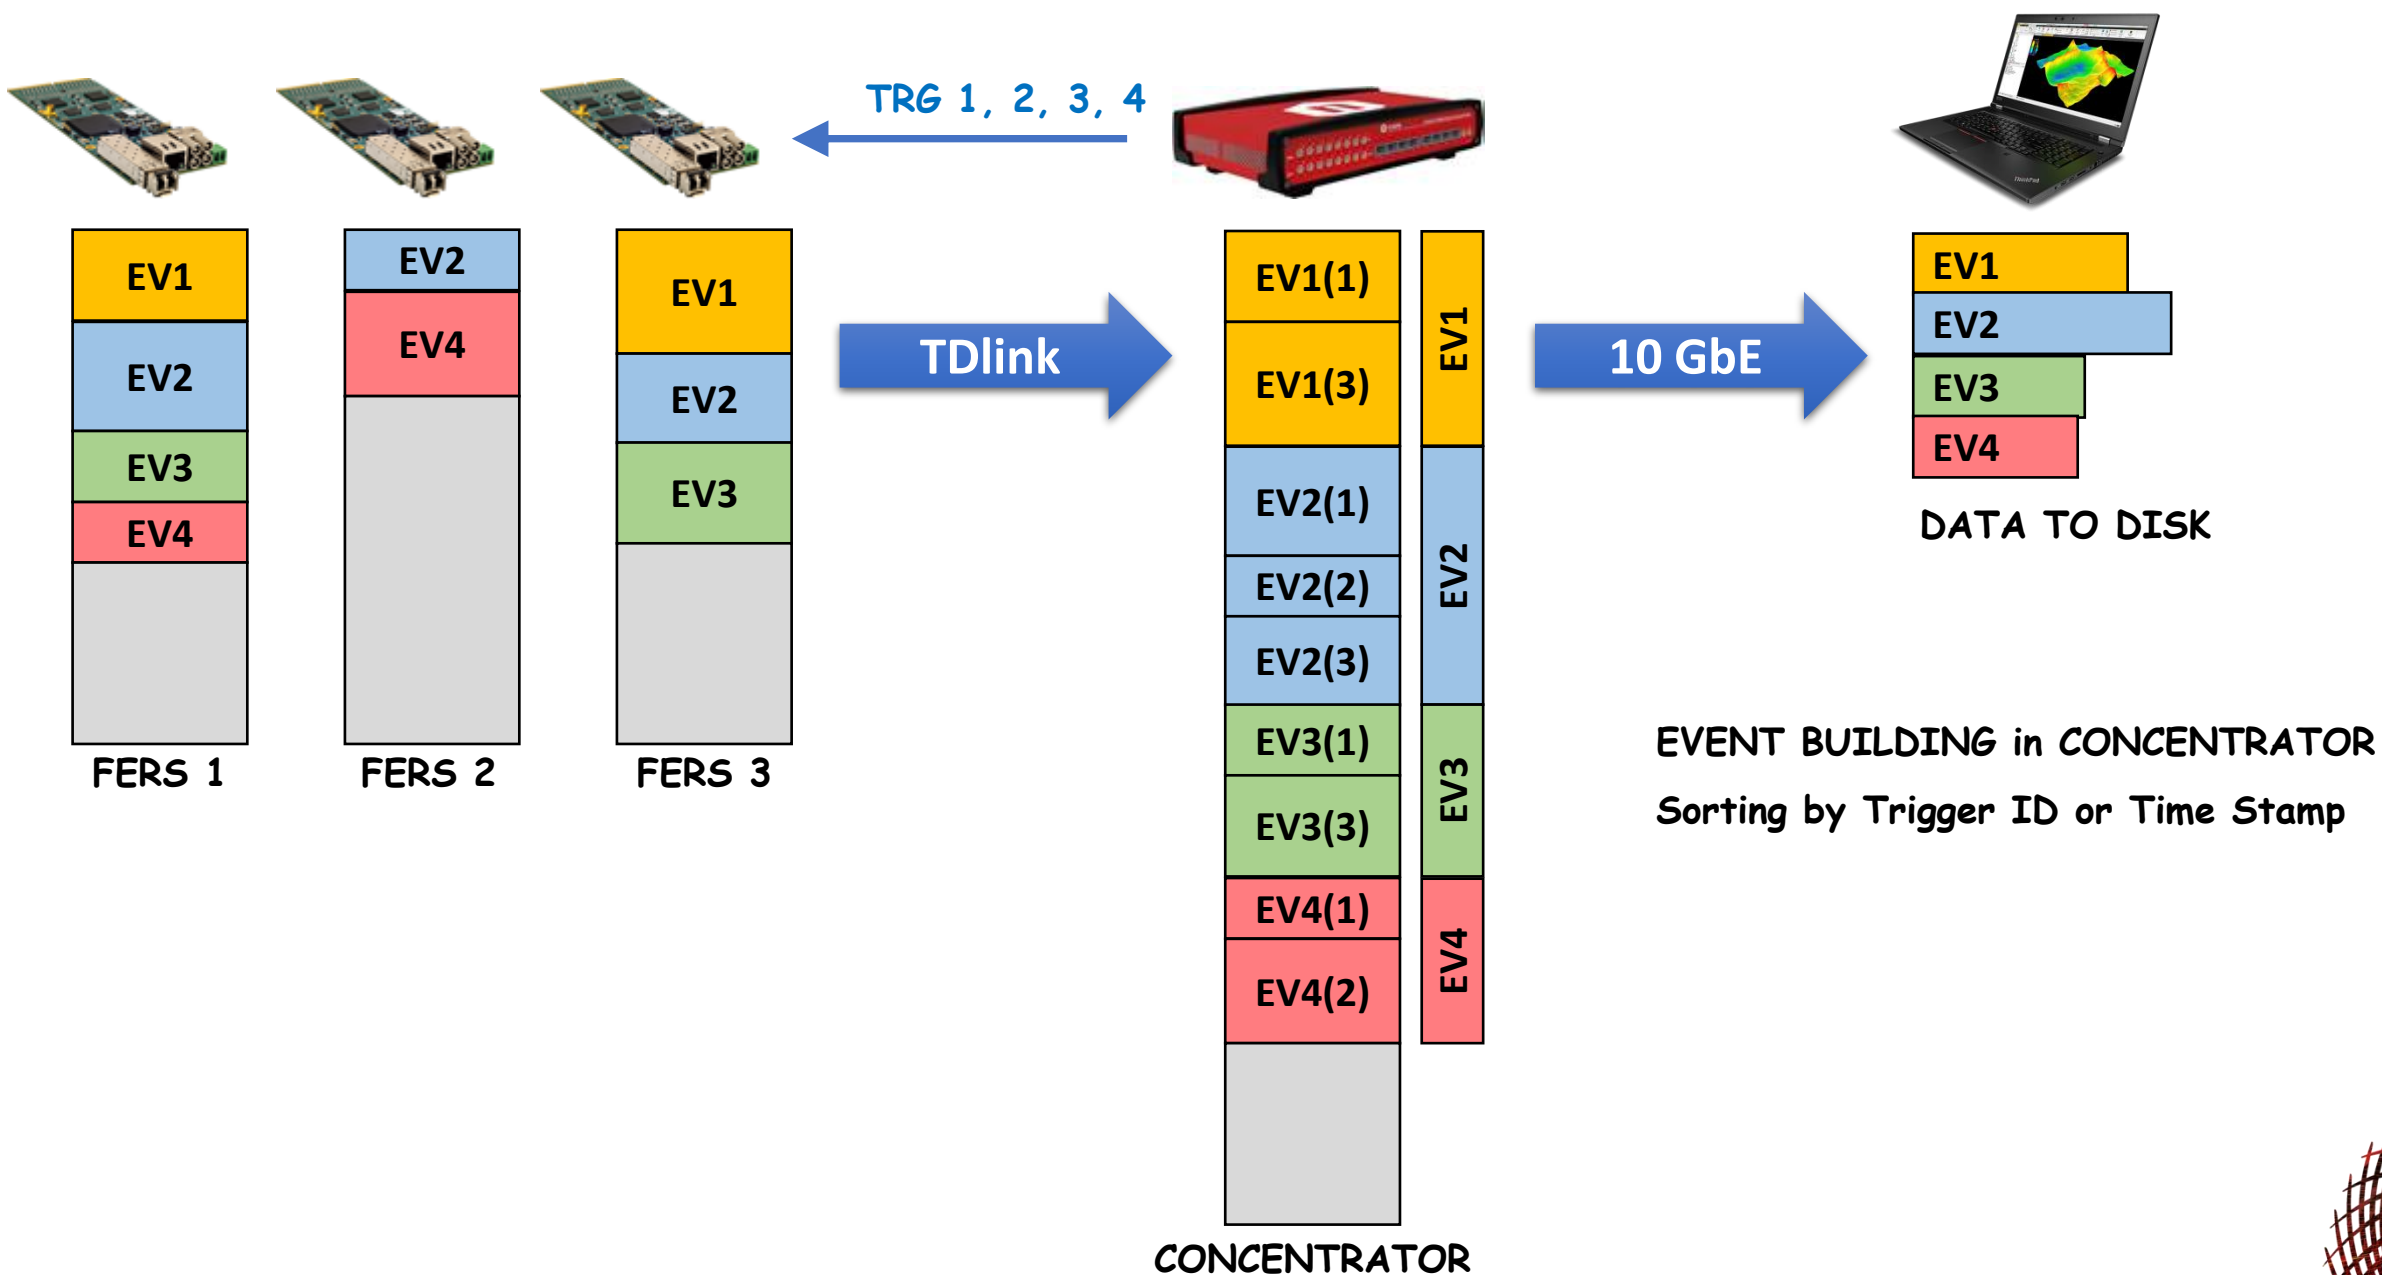 TRG 1, 2, 3, 4
EV1
EV2
EV3
EV4
FERS 1
EV2
EV4
FERS 2
EV1
EV2
EV3
FERS 3
TDlink
EV1(1)
EV1(3)
EV2(1)
EV2(2)
EV2(3)
EV3(1)
EV3(3)
EV4(1)
EV4(2)
CONCENTRATOR
EV1
EV2
EV3
EV4
10 GbE
EV1
EV2
EV3
EV4
DATA TO DISK
EVENT BUILDING in CONCENTRATOR
Sorting by Trigger ID or Time Stamp